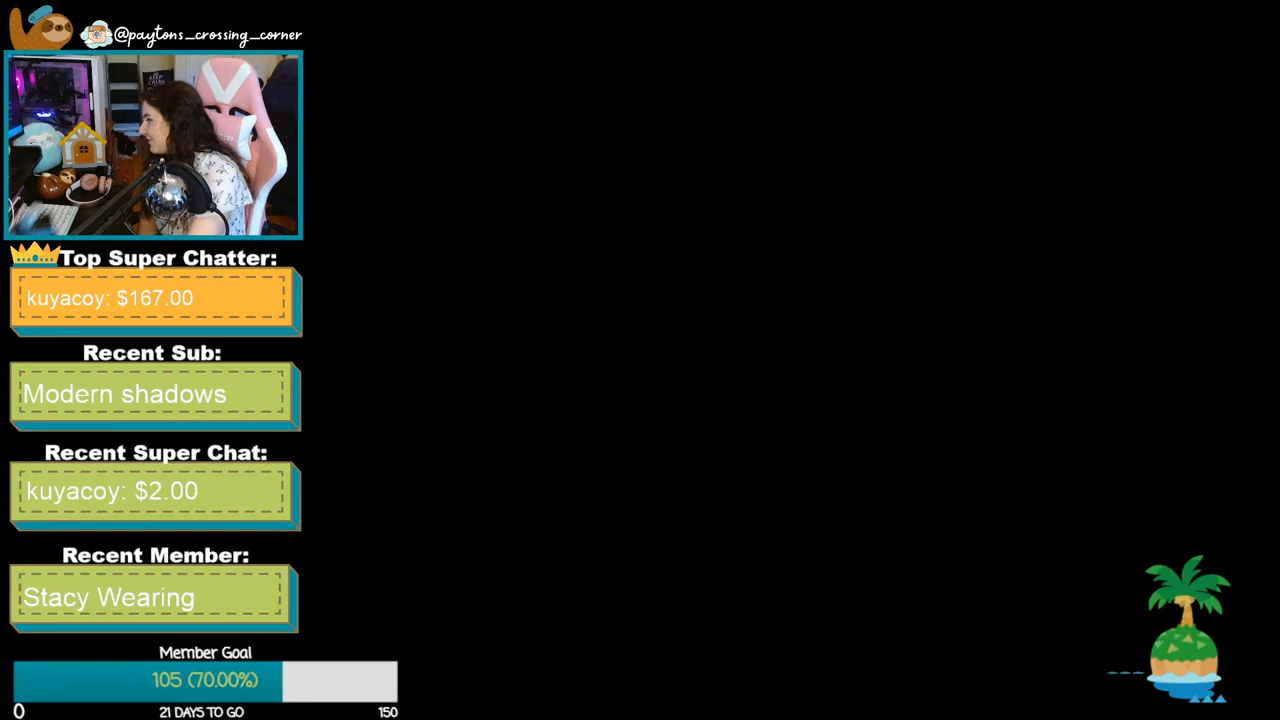 @paytons_crossing_corner
Top Super Chatter:
kuyacoy: $167.00
Recent Sub:
Modern shadows
Recent Super Chat:
kuyacoy: $2.00
Recent Member:
Stacy Wearing
Member Goal
105 (70.00%)
0 21 DAYS TO GO 150